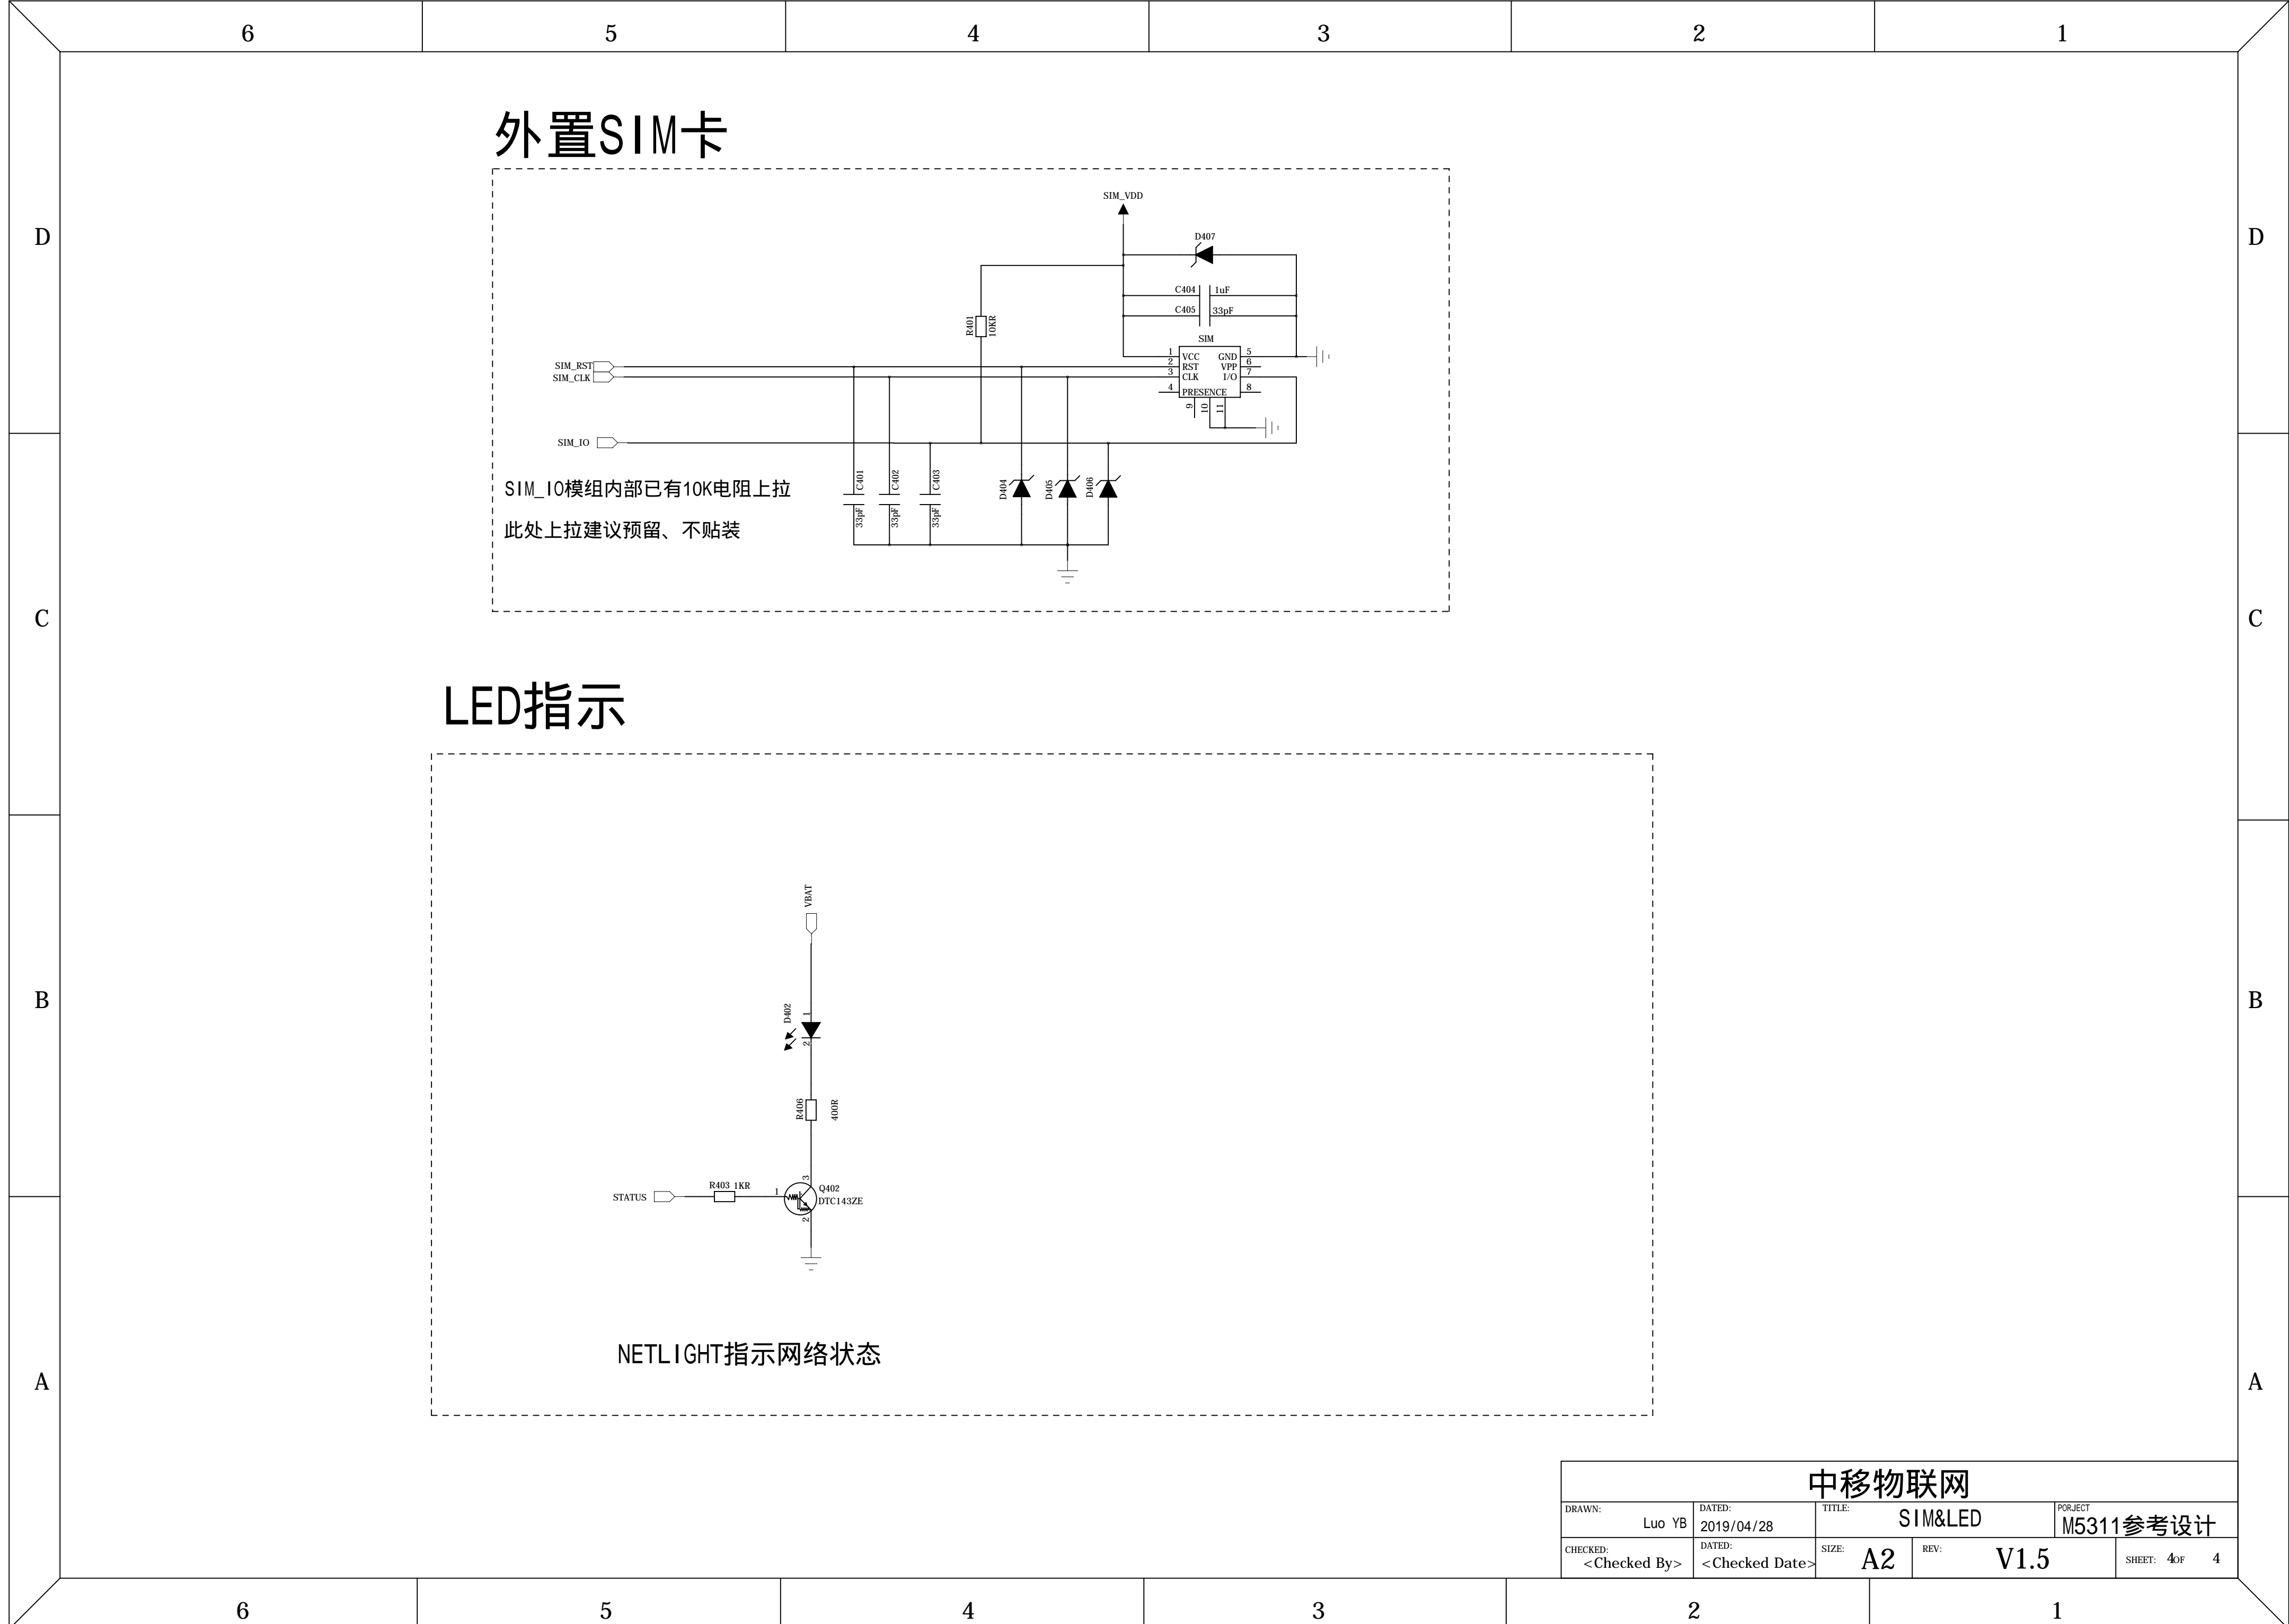 6 5 4 3 2 1
外置SIM卡
SIM_VDD
D D
D407
C404 1uF
C405 33pF
R401 10KR
SIM
1 VCC GND 5
2 RST VPP 6
3 CLK I/O 7
4 PRESENCE 8
9 10 11
SIM_RST
SIM_CLK
SIM_IO
SIM_IO模组内部已有10K电阻上拉
此处上拉建议预留、不贴装
C401 C402 C403
33pF 33pF 33pF
D404 D405 D406
C C
LED指示
VBAT
D402
1
2
B B
R406 400R
STATUS
R403 1KR
1
3
2
Q402
DTC143ZE
NETLIGHT指示网络状态
A A
中移物联网
DRAWN: Luo YB
DATED: 2019/04/28
TITLE: SIM&LED
PORJECT M5311参考设计
CHECKED: <Checked By>
DATED: <Checked Date>
SIZE: A2
REV: V1.5
SHEET: 4 OF 4
6 5 4 3 2 1